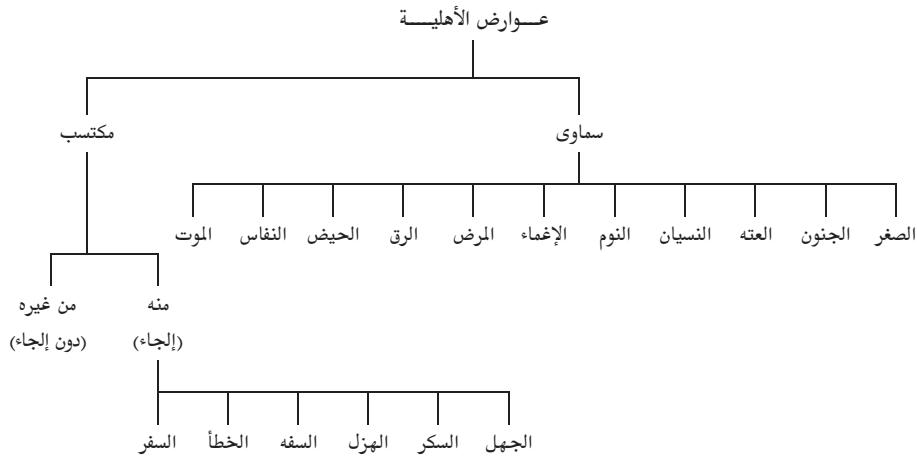 عـــوارض الأهليــــة
سماوى
مكتسب
الصغر الجنون العته النسيان النوم الإغماء المرض الرق الحيض النفاس الموت
منه من غيره
(إلجاء) (دون إلجاء)
الجهل السكر الهزل السفه الخطأ السفر